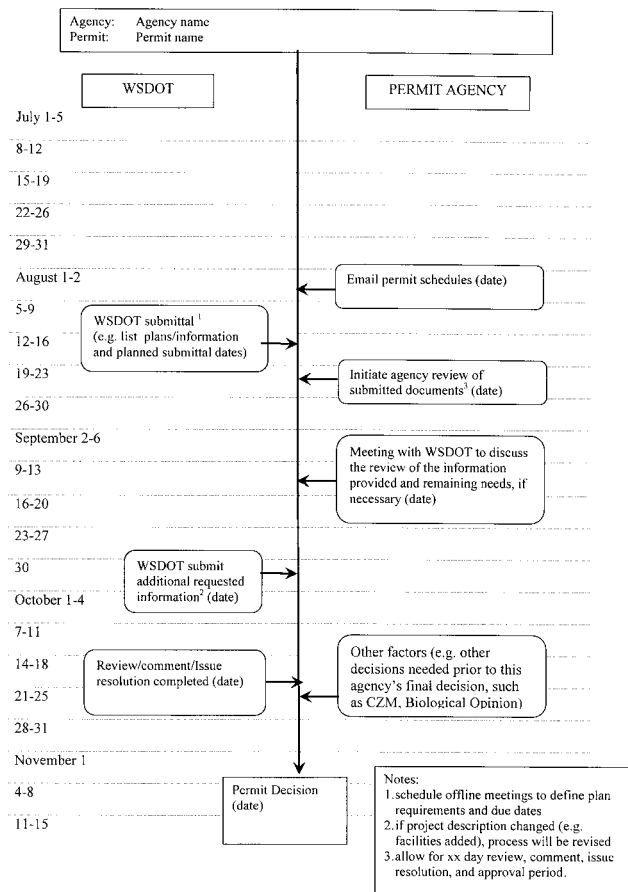 Agency: Agency name
Permit: Permit name
WSDOT
PERMIT AGENCY
July 1-5
8-12
15-19
22-26
29-31
August 1-2
Email permit schedules (date)
5-9
WSDOT submittal 1
(e.g. list plans/information
and planned submittal dates)
12-16
19-23
Initiate agency review of
submitted documents3 (date)
26-30
September 2-6
Meeting with WSDOT to discuss
the review of the information
provided and remaining needs, if
necessary (date)
9-13
16-20
23-27
30
WSDOT submit
additional requested
information2 (date)
October 1-4
7-11
14-18
Review/comment/Issue
resolution completed (date)
Other factors (e.g. other
decisions needed prior to this
agency's final decision, such
as CZM, Biological Opinion)
21-25
28-31
November 1
4-8
Permit Decision
(date)
11-15
Notes:
1. schedule offline meetings to define plan
requirements and due dates
2. if project description changed (e.g.
facilities added), process will be revised
3. allow for xx day review, comment, issue
resolution, and approval period.